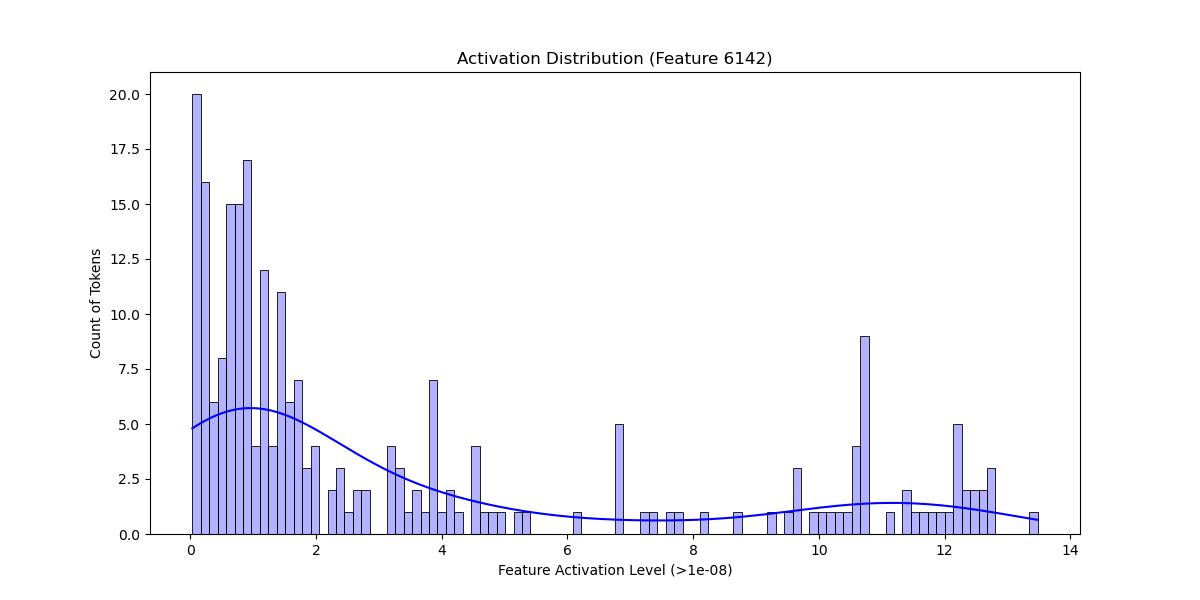 Activation Distribution (Feature 6142)
Count of Tokens
20.0
17.5
15.0
12.5
10.0
7.5
5.0
2.5
0.0
0 2 4 6 8 10 12 14
Feature Activation Level (>1e-08)